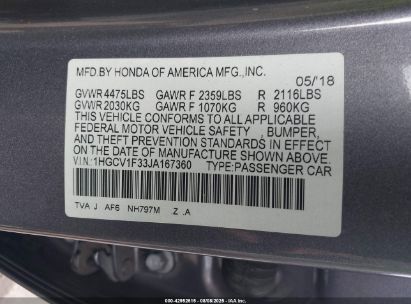 MFD.BY HONDA OF AMERICA MFG.,INC.
05/'18
GVWR 4475LBS GAWR F 2359LBS R 2116LBS
GVWR 2030KG GAWR F 1070KG R 960KG
THIS VEHICLE CONFORMS TO ALL APPLICABLE
FEDERAL MOTOR VEHICLE SAFETY , BUMPER,
AND THEFT PREVENTION STANDARDS IN
EFFECT ON THE DATE OF MANUFACTURE
SHOWN ABOVE.
V.I.N:1HGCV1F33JA167360 TYPE:PASSENGER CAR
TVA J AF6 NH797M Z .A